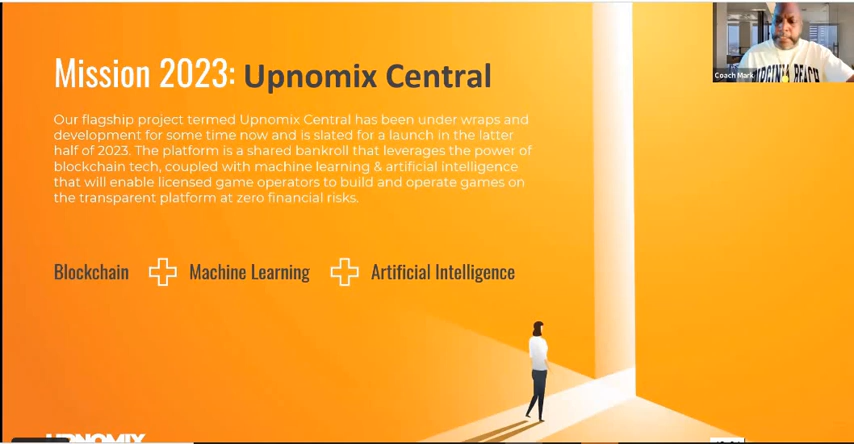 Mission 2023: Upnomix Central
Our flagship project termed Upnomix Central has been under wraps and
development for some time now and is slated for a launch in the latter
half of 2023. The platform is a shared bankroll that leverages the power of
blockchain tech, coupled with machine learning & artificial intelligence
that will enable licensed game operators to build and operate games on
the transparent platform at zero financial risks.
Blockchain
Machine Learning
Artificial Intelligence
Coach Mark
VIRGINIA BEACH
UPNOMIX